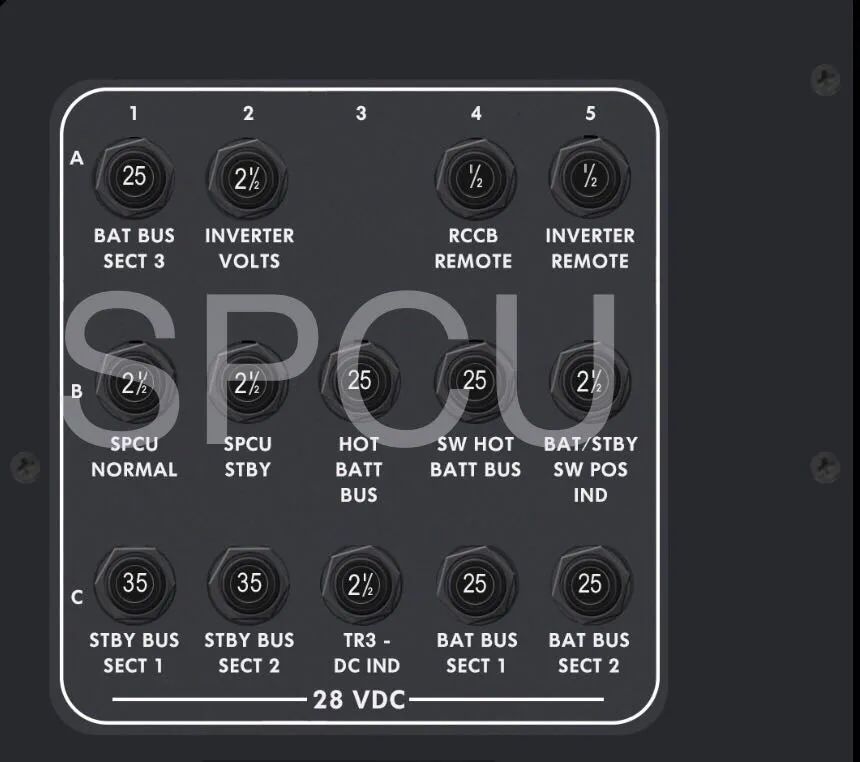 1 2 3 4 5
A
25 2½ ½ ½
BAT BUS INVERTER RCCB INVERTER
SECT 3 VOLTS REMOTE REMOTE
SPCU
B
2½ 2½ 25 25 2½
SPCU SPCU HOT SW HOT BAT/STBY
NORMAL STBY BATT BATT BUS SW POS
BUS IND
C
35 35 2½ 25 25
STBY BUS STBY BUS TR3 - BAT BUS BAT BUS
SECT 1 SECT 2 DC IND SECT 1 SECT 2
28 VDC